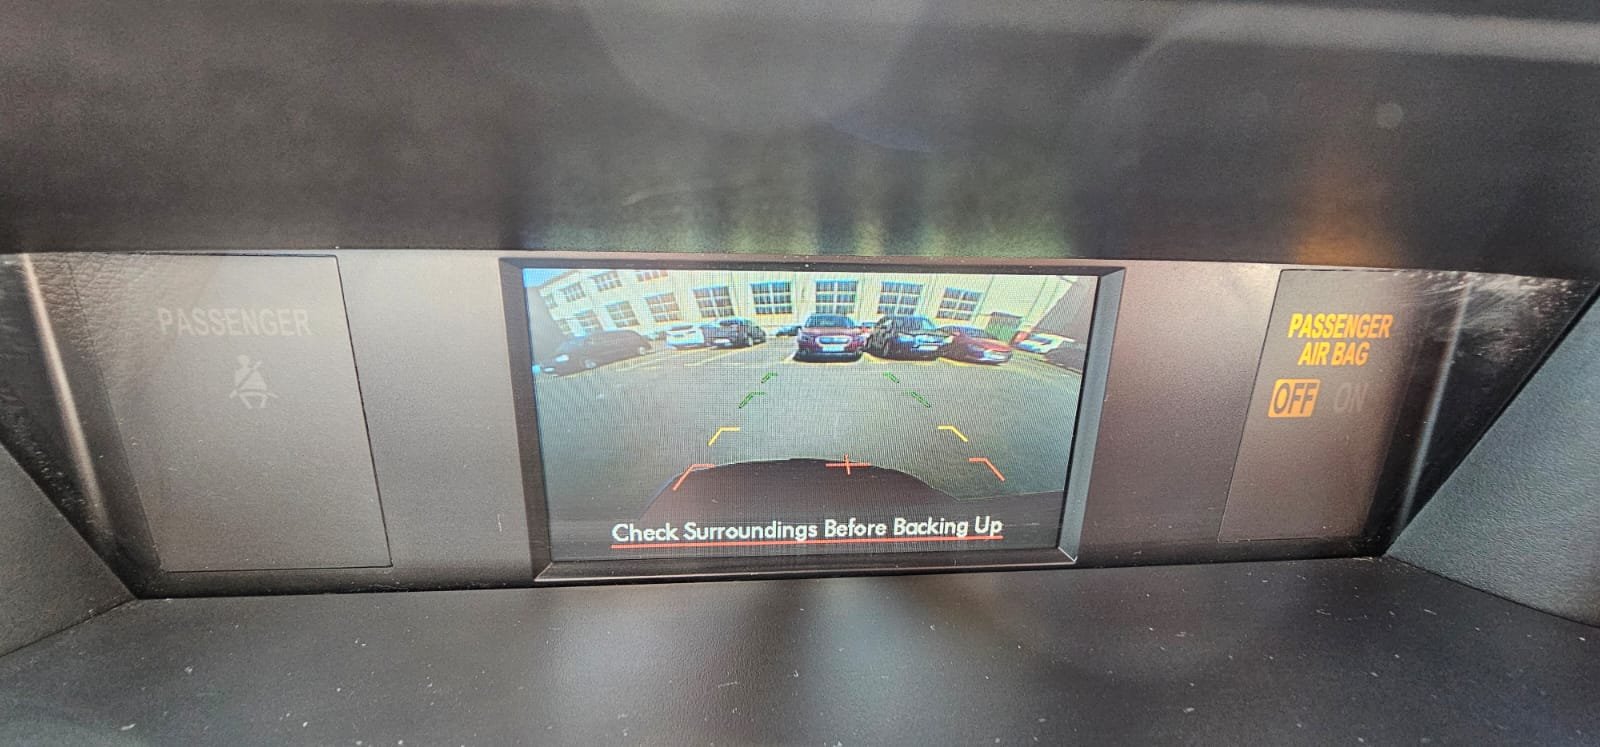 PASSENGER
Check Surroundings Before Backing Up
PASSENGER
AIR BAG
OFF ON